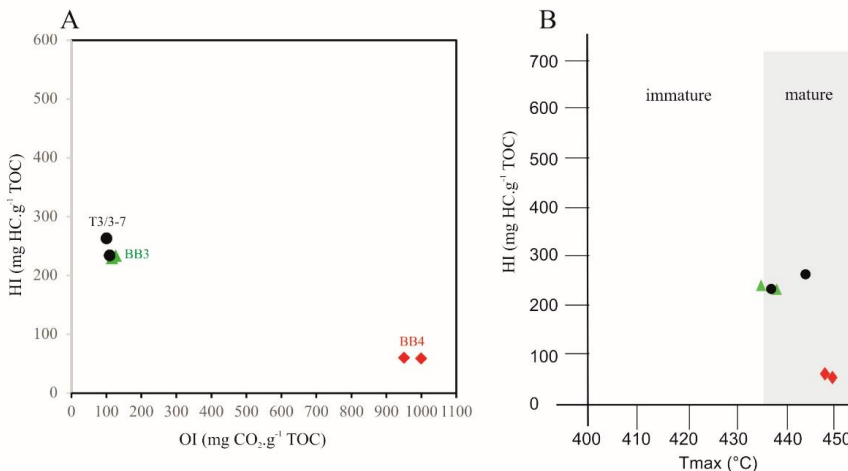 A
HI (mg HC.g⁻¹ TOC)
600
500
400
300
200
100
0
T3/3-7
BB3
BB4
0 100 200 300 400 500 600 700 800 900 1000 1100
OI (mg CO₂.g⁻¹ TOC)
B
HI (mg HC.g⁻¹ TOC)
700
600
500
400
300
200
100
0
immature
mature
400 410 420 430 440 450
Tmax (°C)